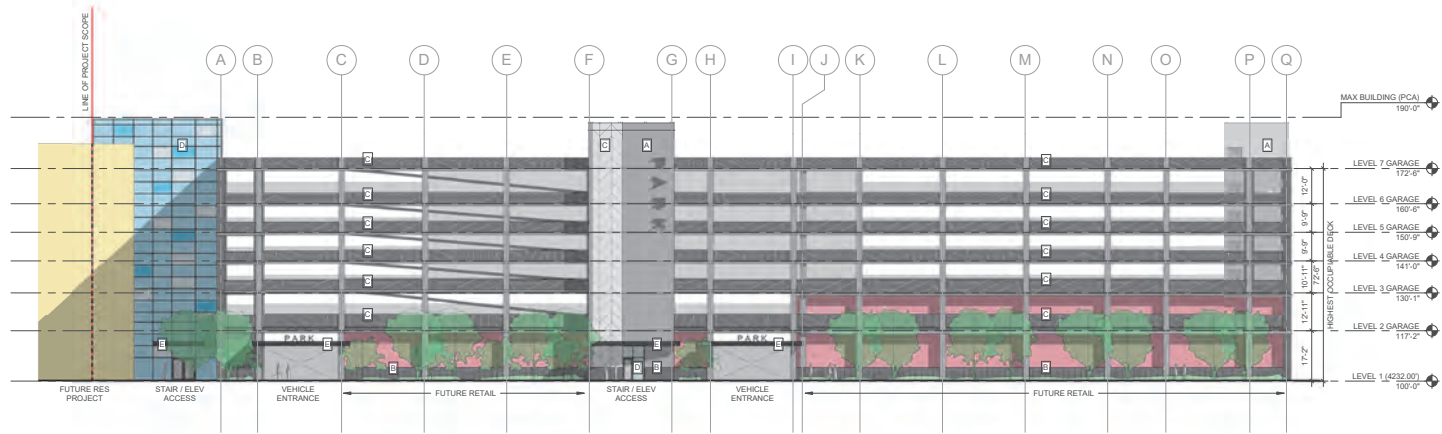 LINE OF PROJECT SCOPE
A B C D E F G H I J K L M N O P Q
MAX BUILDING (PCA)
190'-0"
D
C
A
C
A
C
LEVEL 7 GARAGE
172'-6"
12'-0"
C
C
LEVEL 6 GARAGE
160'-6"
9'-9"
C
C
LEVEL 5 GARAGE
150'-9"
9'-9"
C
C
LEVEL 4 GARAGE
141'-0"
10'-11"
72'-6"
HIGHEST OCCUPIABLE DECK
C
C
LEVEL 3 GARAGE
130'-1"
12'-11"
C
C
LEVEL 2 GARAGE
117'-2"
17'-2"
E
PARK
E
E
PARK
E
B
D
B
B
LEVEL 1 (4232.00')
100'-0"
FUTURE RES
PROJECT
STAIR / ELEV
ACCESS
VEHICLE
ENTRANCE
FUTURE RETAIL
STAIR / ELEV
ACCESS
VEHICLE
ENTRANCE
FUTURE RETAIL